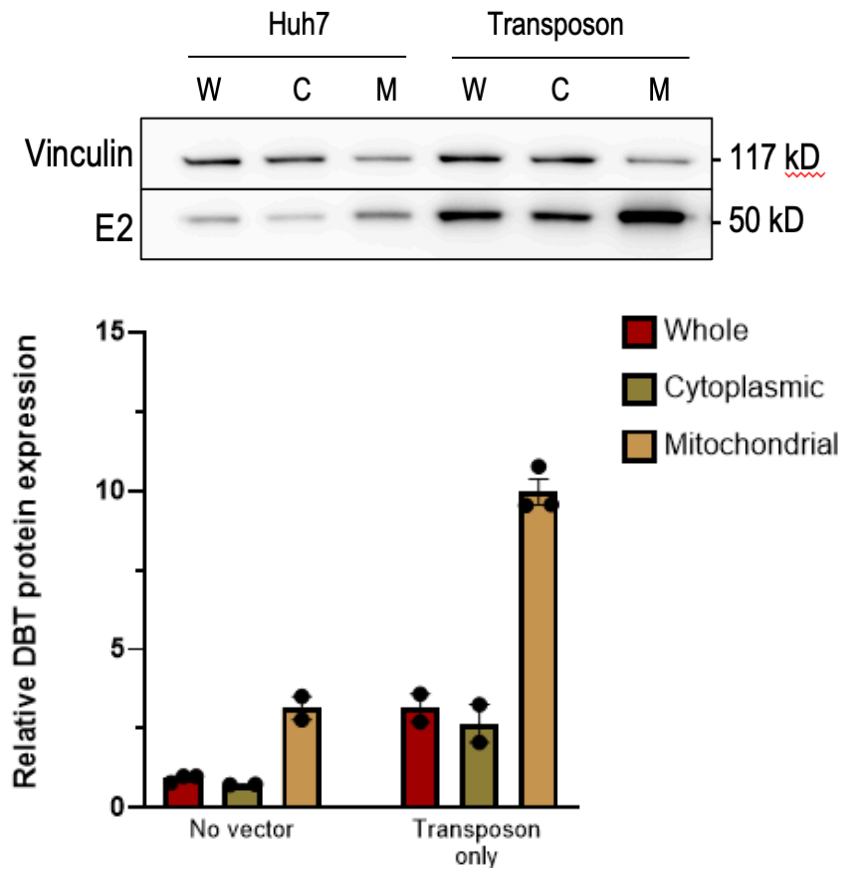 Huh7 Transposon
W C M W C M
Vinculin - 117 kD
E2 - 50 kD
Whole
Cytoplasmic
Mitochondrial
Relative DBT protein expression
15
10
5
0
No vector Transposon
only